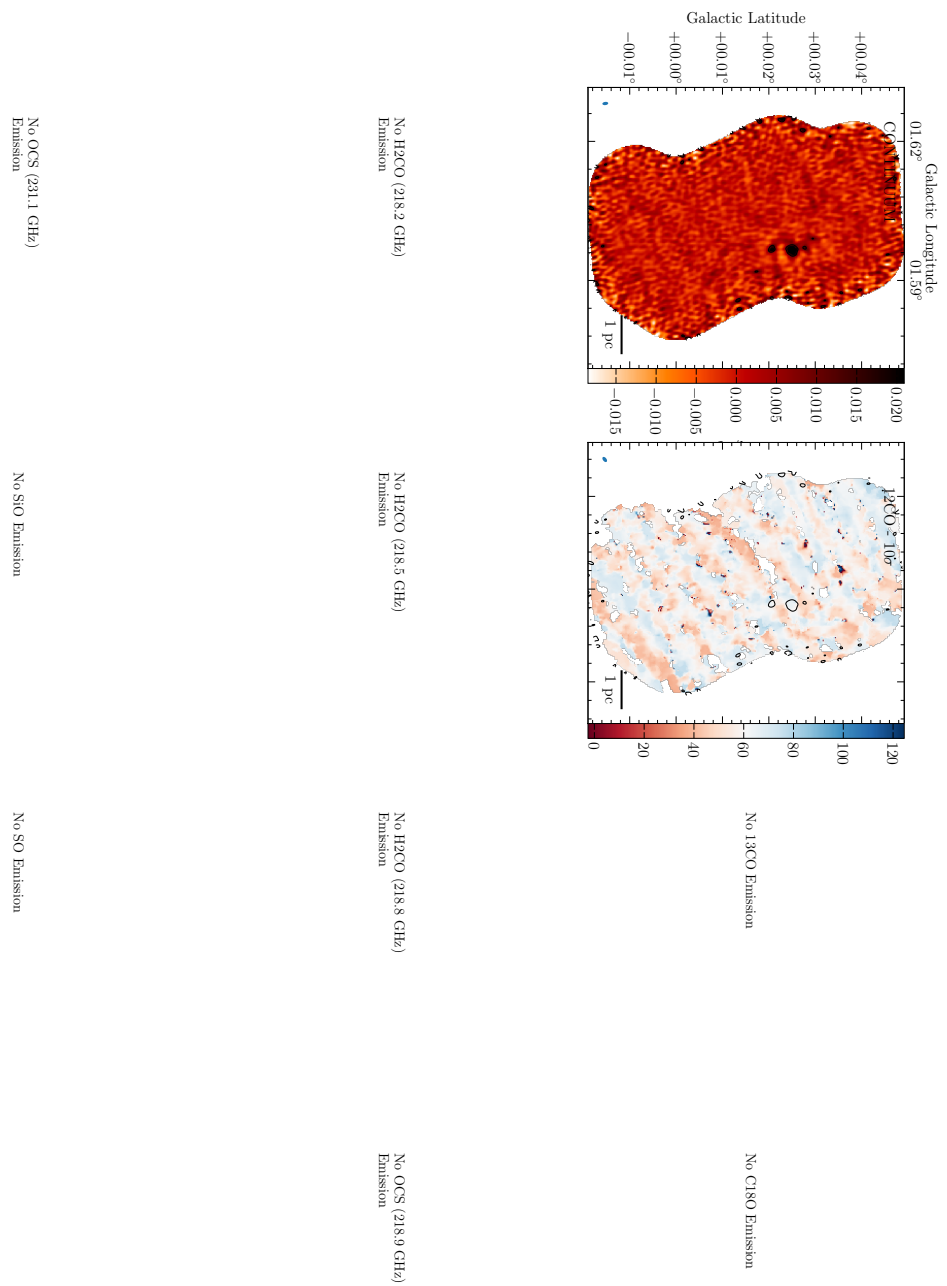 Galactic Longitude
01.62°
01.59°
Galactic Latitude
+00.04°
+00.03°
+00.02°
+00.01°
+00.00°
−00.01°
CONTINUUM
1 pc
0.020
0.015
0.010
0.005
0.000
−0.005
−0.010
−0.015
12CO - 10σ
1 pc
120
100
80
60
40
20
0
No 13CO Emission
No C18O Emission
No H2CO (218.2 GHz)
Emission
No H2CO (218.5 GHz)
Emission
No H2CO (218.8 GHz)
Emission
No OCS (218.9 GHz)
Emission
No OCS (231.1 GHz)
Emission
No SiO Emission
No SO Emission